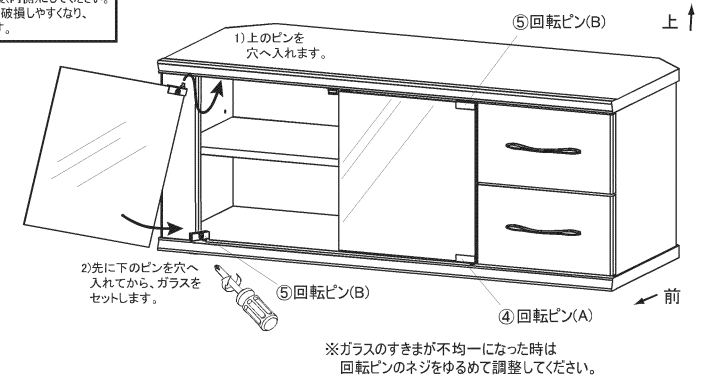 破損しやすくなり、
す。
⑤回転ピン(B)
上
1)上のピンを
穴へ入れます。
2)先に下のピンを穴へ
入れてから、ガラスを
セットします。
⑤回転ピン(B)
④回転ピン(A)
前
※ガラスのすきまが不均一になった時は
回転ピンのネジをゆるめて調整してください。